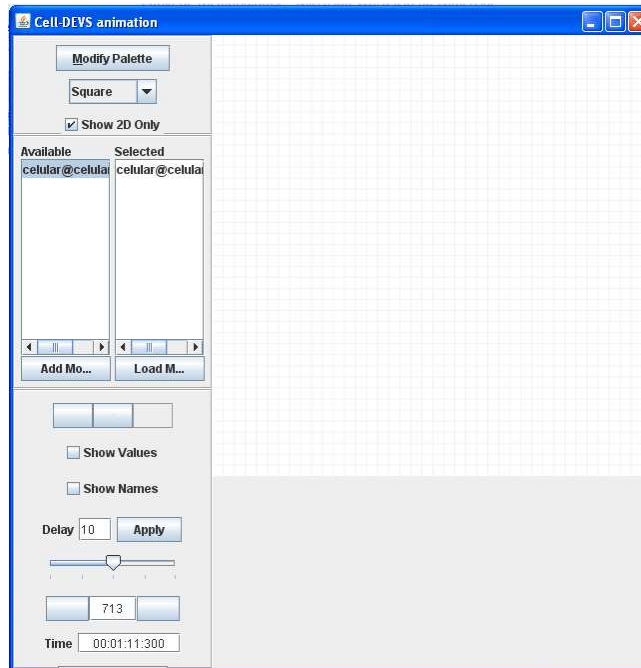 Cell-DEVS animation
Modify Palette
Square
Show 2D Only
Available Selected
celular@celular celular@celular
Add Mo... Load M...
Show Values
Show Names
Delay 10 Apply
713
Time 00:01:11:300